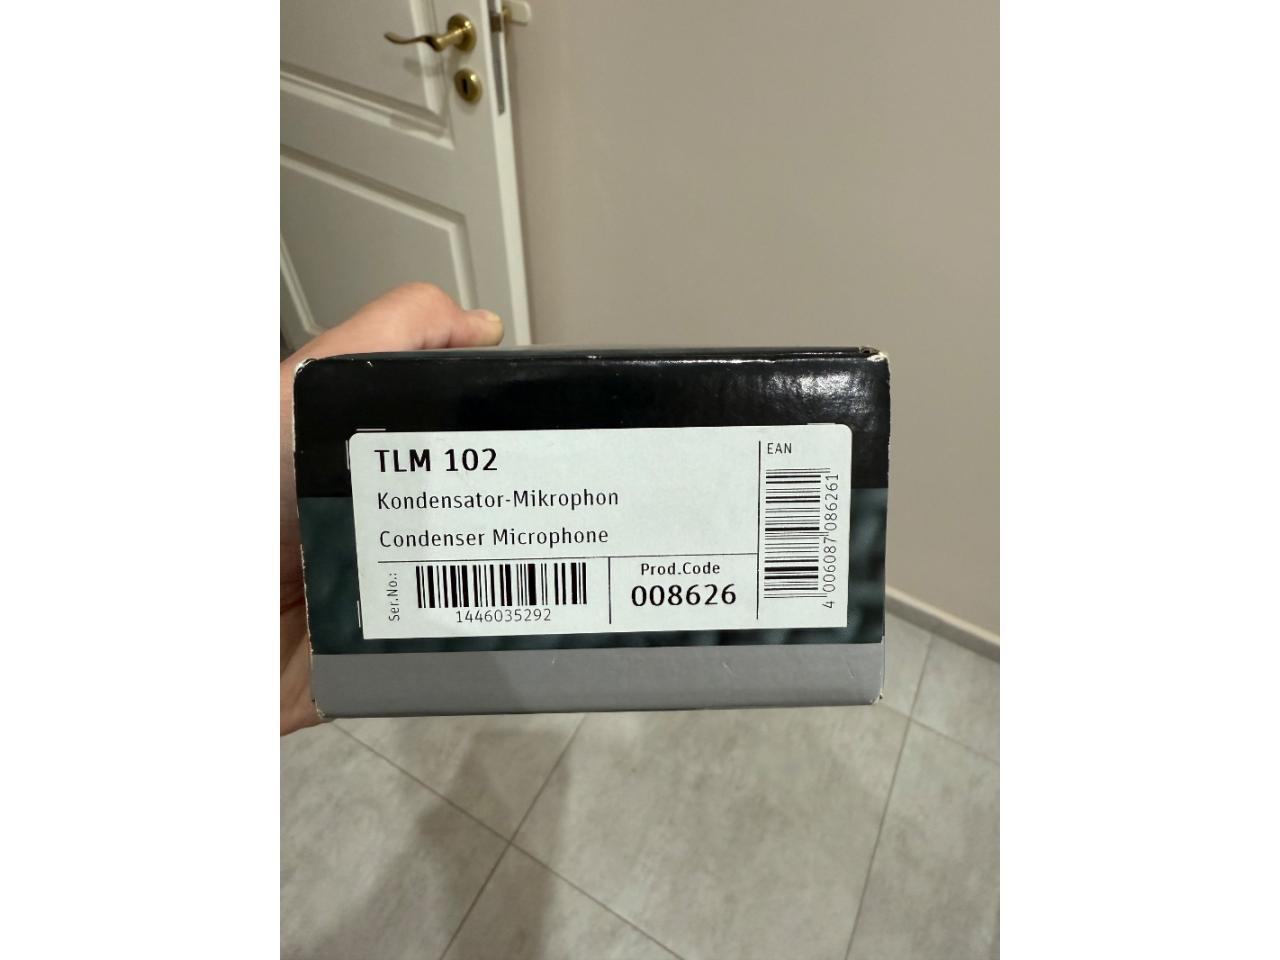 TLM 102
Kondensator-Mikrophon
Condenser Microphone
Ser.No.:
1446035292
Prod.Code
008626
EAN
4 006087 086261